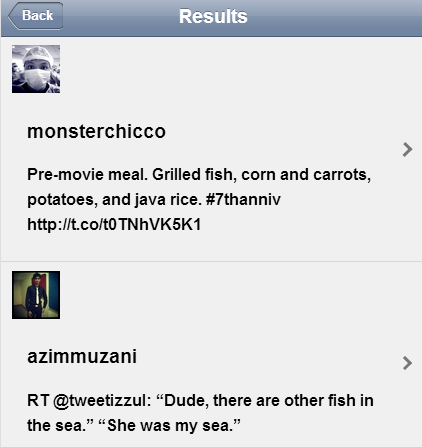 Back
Results
monsterchicco
Pre-movie meal. Grilled fish, corn and carrots,
potatoes, and java rice. #7thanniv
http://t.co/t0TNhVK5K1
azimmuzani
RT @tweetizzul: “Dude, there are other fish in
the sea.” “She was my sea.”